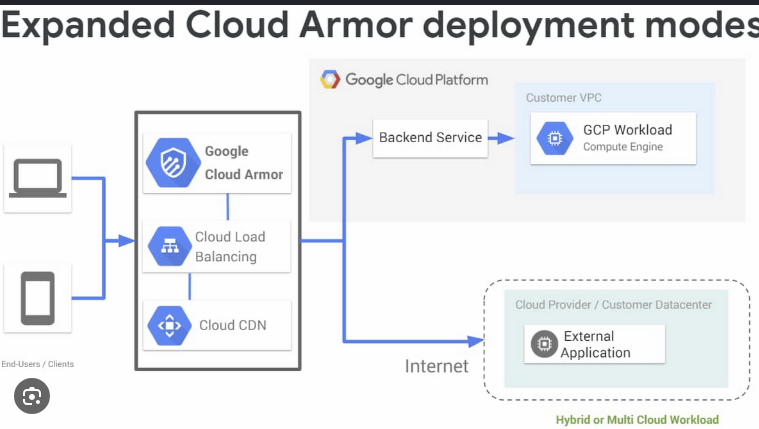 Expanded Cloud Armor deployment modes
Google Cloud Platform
Customer VPC
Backend Service
GCP Workload
Compute Engine
Google
Cloud Armor
Cloud Load
Balancing
Cloud CDN
End-Users / Clients
Internet
Cloud Provider / Customer Datacenter
External
Application
Hybrid or Multi Cloud Workload